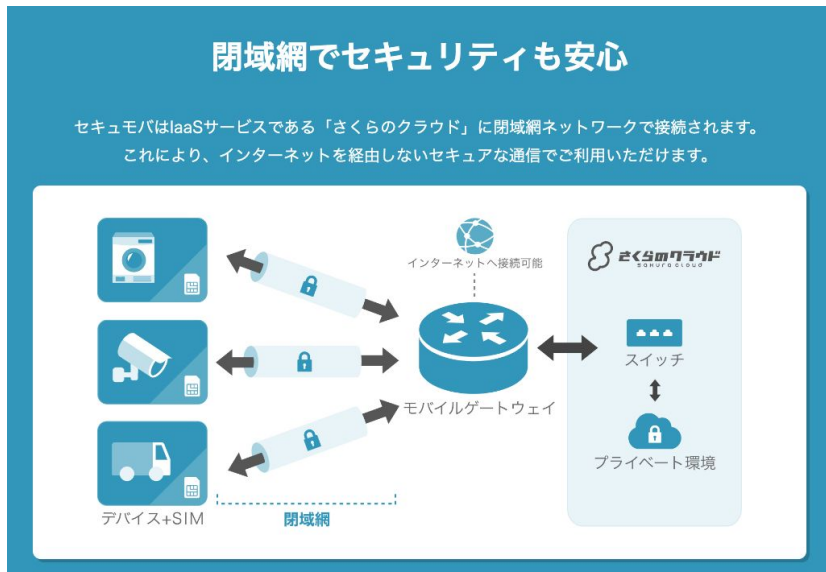 閉域網でセキュリティも安心
セキュモバはIaaSサービスである「さくらのクラウド」に閉域網ネットワークで接続されます。
これにより、インターネットを経由しないセキュアな通信でご利用いただけます。
インターネットへ接続可能
さくらのクラウド
SAKURA CLOUD
スイッチ
モバイルゲートウェイ
プライベート環境
デバイス+SIM
閉域網